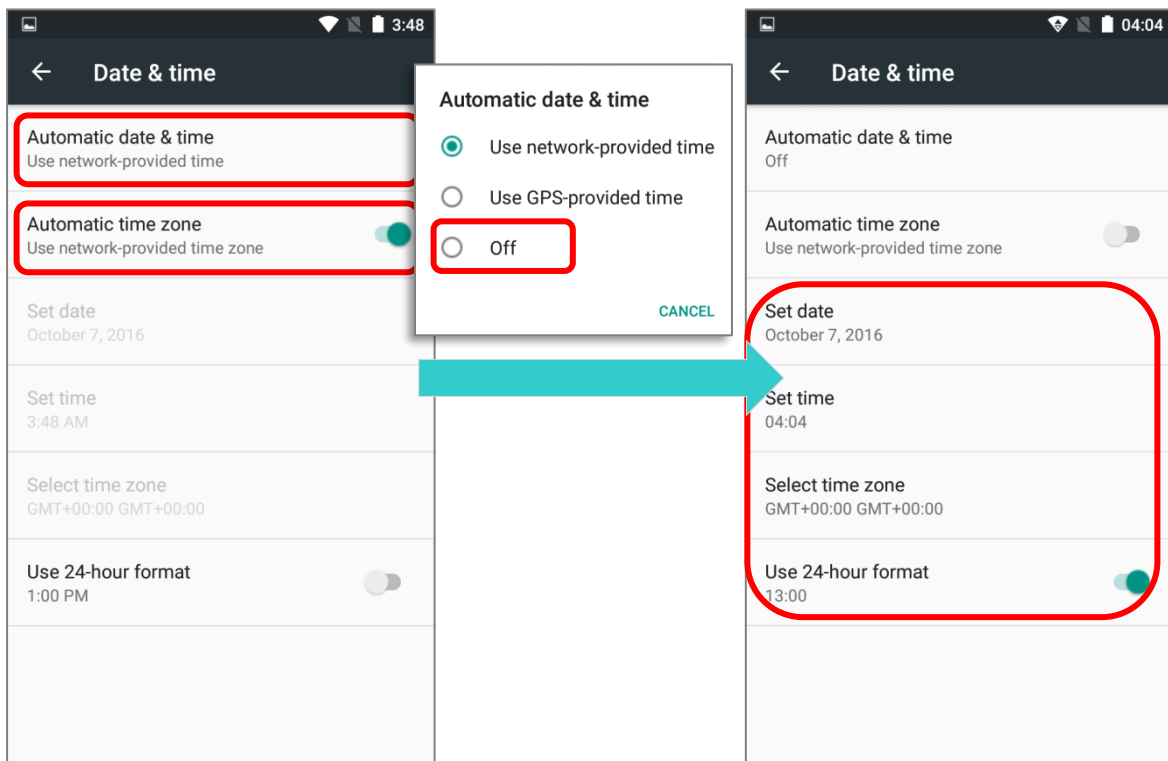 3:48
Date & time
Automatic date & time
Use network-provided time
Automatic time zone
Use network-provided time zone
Set date
October 7, 2016
Set time
3:48 AM
Select time zone
GMT+00:00 GMT+00:00
Use 24-hour format
1:00 PM
Automatic date & time
Use network-provided time
Use GPS-provided time
Off
CANCEL
04:04
Date & time
Automatic date & time
Off
Automatic time zone
Use network-provided time zone
Set date
October 7, 2016
Set time
04:04
Select time zone
GMT+00:00 GMT+00:00
Use 24-hour format
13:00